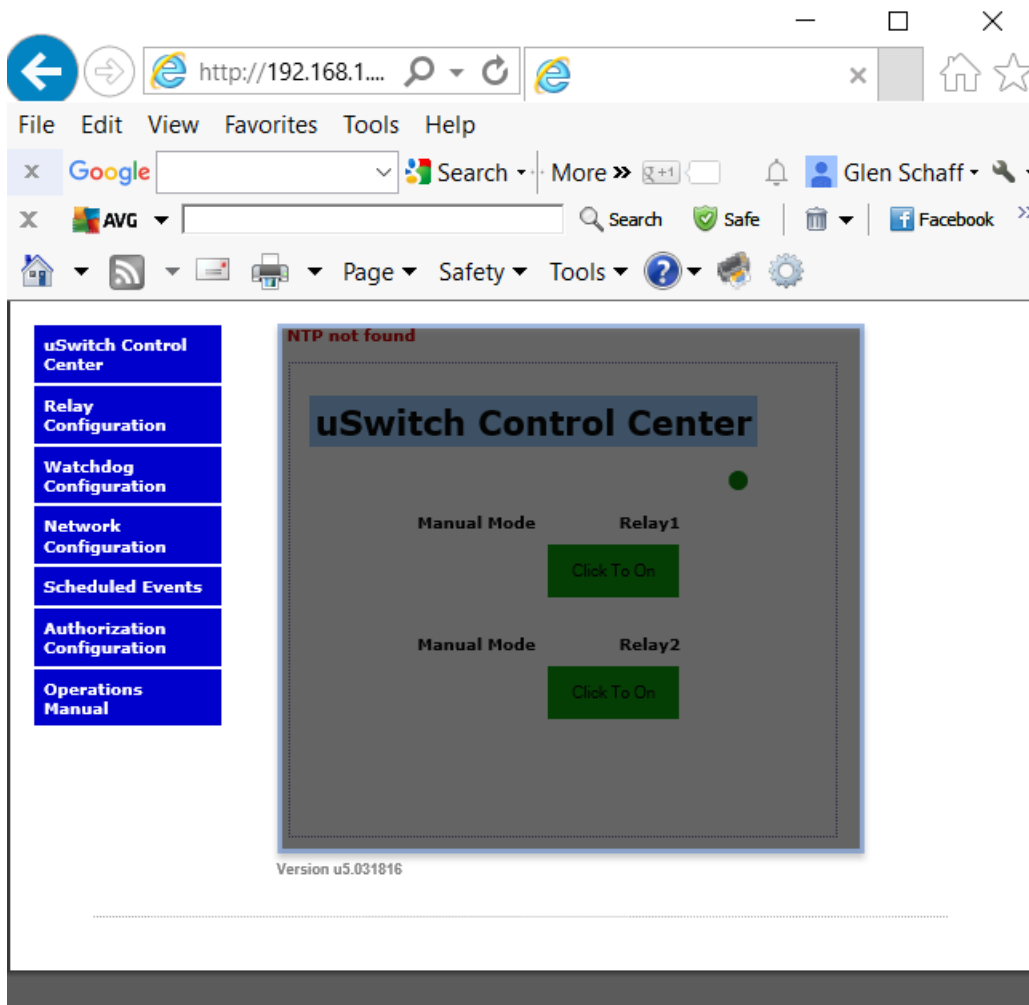 http://192.168.1....
File Edit View Favorites Tools Help
x Google Search More » g+1 Glen Schaff
X AVG Search Safe Facebook »
Page Safety Tools ?
uSwitch Control
Center
Relay
Configuration
Watchdog
Configuration
Network
Configuration
Scheduled Events
Authorization
Configuration
Operations
Manual
NTP not found
uSwitch Control Center
Manual Mode Relay1
Click To On
Manual Mode Relay2
Click To On
Version u5.031816